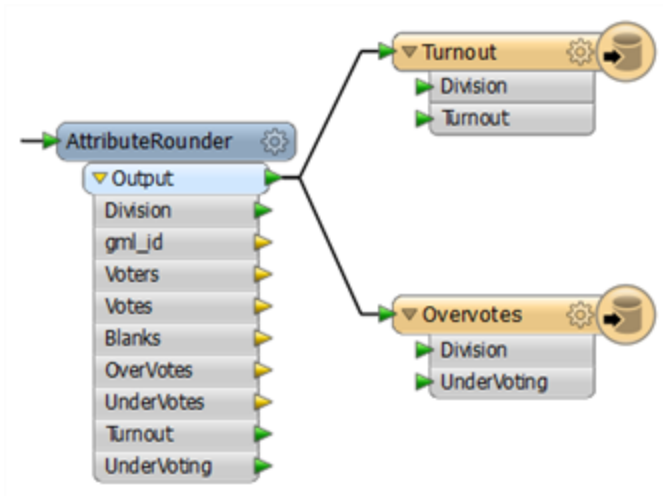 AttributeRounder
Output
Division
gml_id
Voters
Votes
Blanks
OverVotes
UnderVotes
Turnout
UnderVoting
Turnout
Division
Turnout
Overvotes
Division
UnderVoting